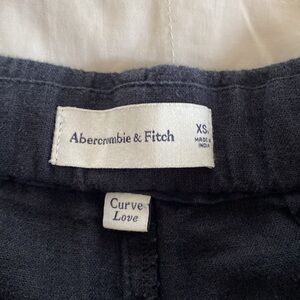 Abercrombie & Fitch
XS
MADE IN
INDIA
Curve
Love